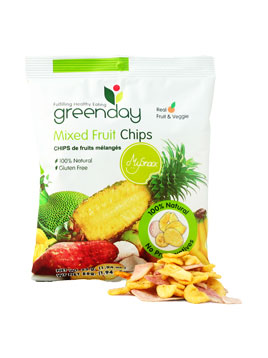 Fulfilling Healthy Eating
greenday
Real
Fruit & Veggie
Mixed Fruit Chips
CHIPS de fruits mélangés
✓ 100% Natural
✓ Gluten Free
100% Natural